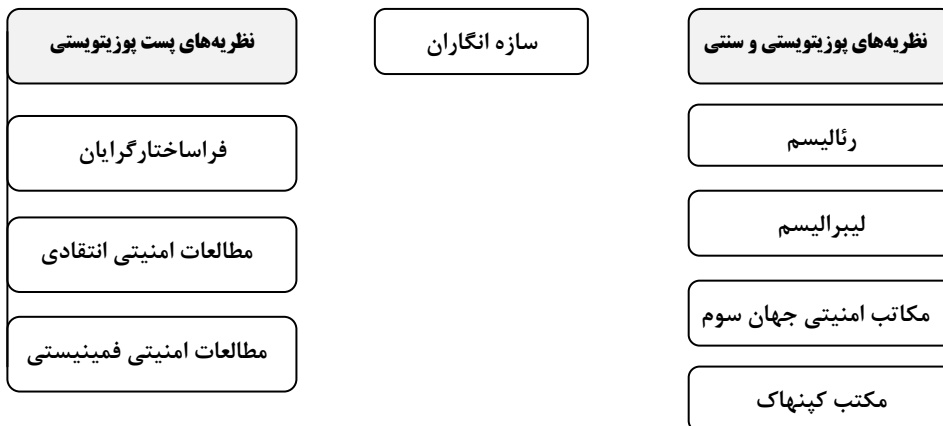 نظریه‌های پوزیتویستی و سنتی
سازه انگاران
نظریه‌های پست پوزیتویستی
رئالیسم
لیبرالیسم
مکاتب امنیتی جهان سوم
مکتب کپنهاک
فراساختارگرایان
مطالعات امنیتی انتقادی
مطالعات امنیتی فمینیستی